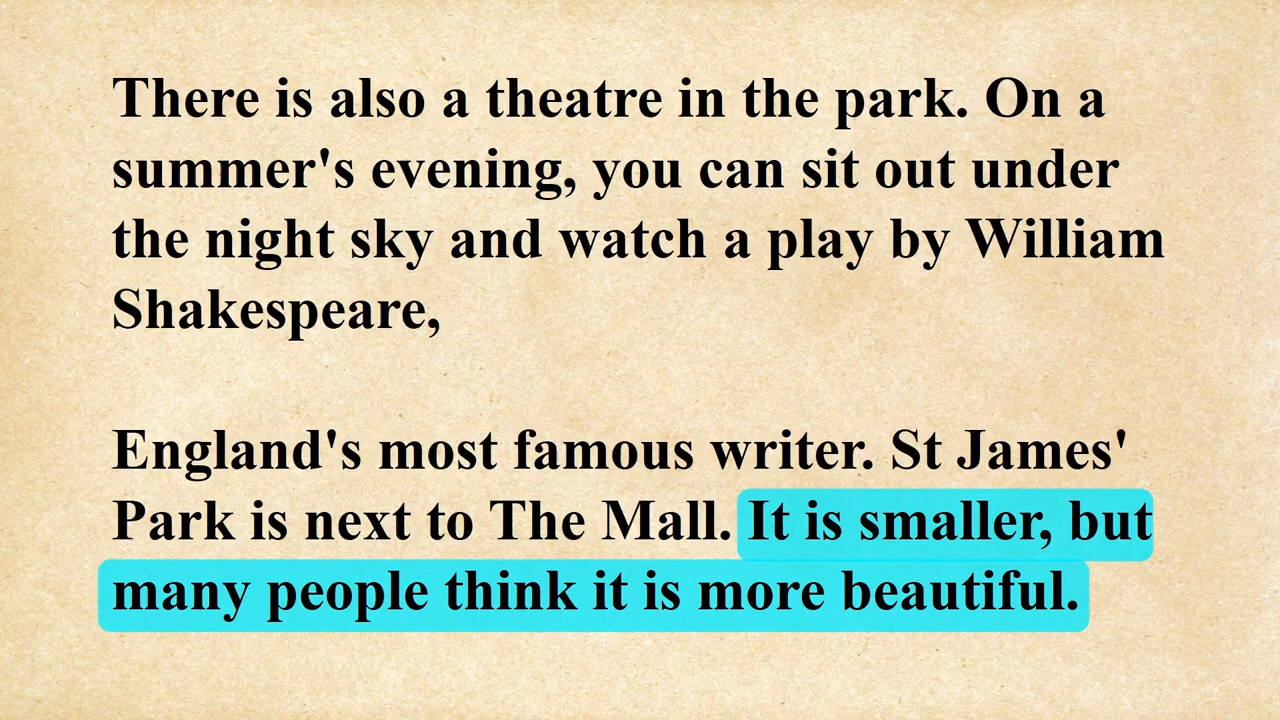 There is also a theatre in the park. On a
summer's evening, you can sit out under
the night sky and watch a play by William
Shakespeare,
England's most famous writer. St James'
Park is next to The Mall. It is smaller, but
many people think it is more beautiful.